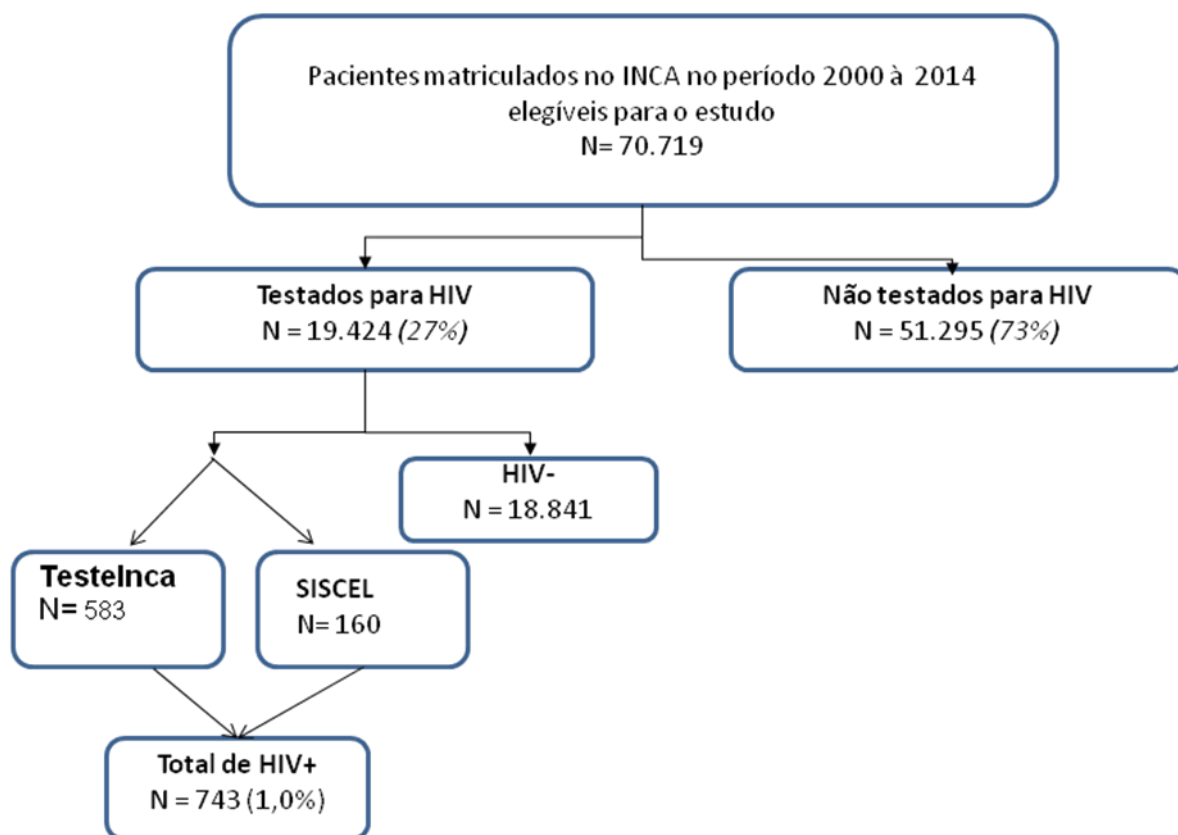 Pacientes matriculados no INCA no período 2000 à 2014
elegíveis para o estudo
N= 70.719
Testados para HIV
N = 19.424 (27%)
Não testados para HIV
N = 51.295 (73%)
HIV-
N = 18.841
TesteInca
N= 583
SISCEL
N= 160
Total de HIV+
N = 743 (1,0%)